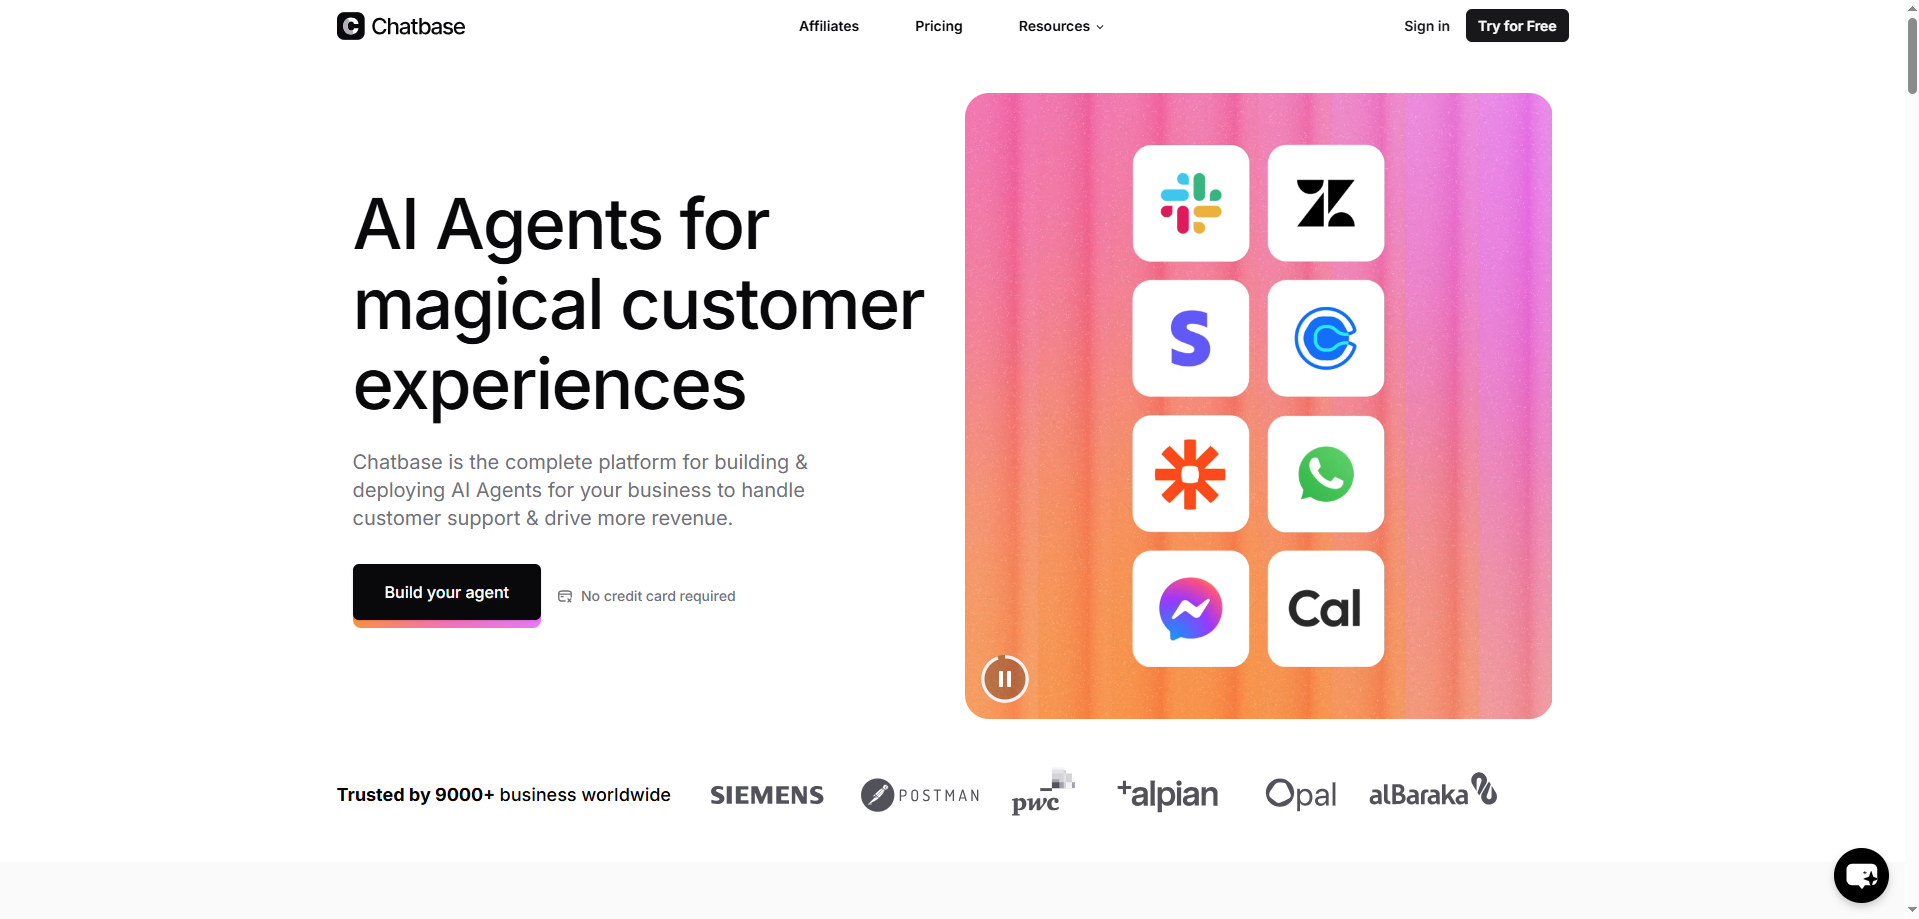 Chatbase
Affiliates
Pricing
Resources
Sign in
Try for Free
AI Agents for
magical customer
experiences
Chatbase is the complete platform for building &
deploying AI Agents for your business to handle
customer support & drive more revenue.
Build your agent
No credit card required
Cal
Trusted by 9000+ business worldwide
SIEMENS
POSTMAN
pwc
+alpian
Opal
alBaraka